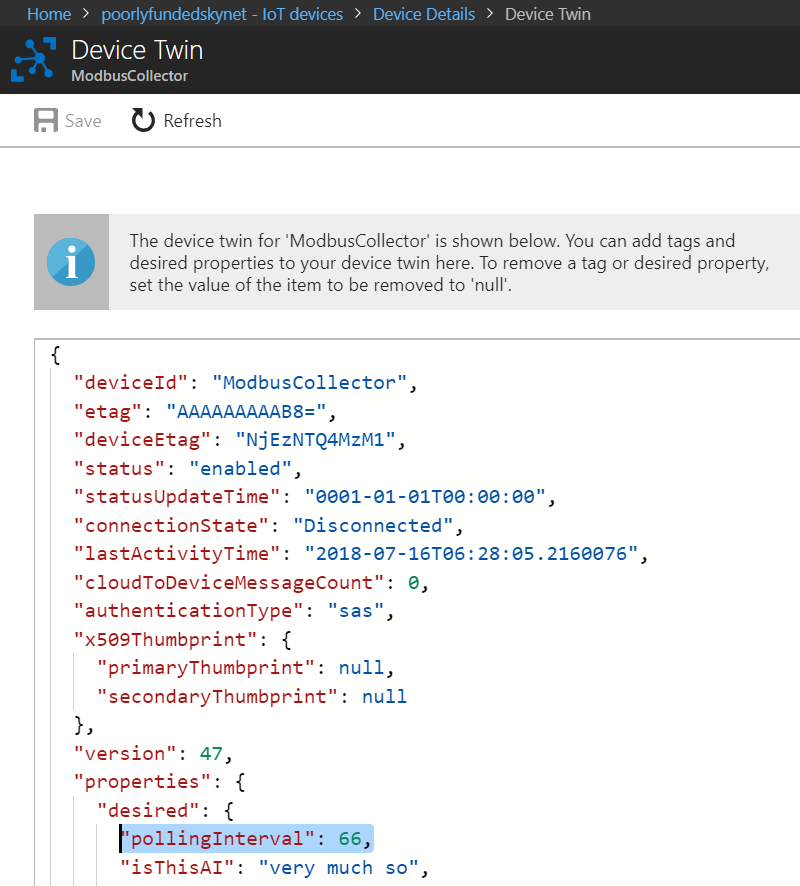 Home > poorlyfundedskynet - IoT devices > Device Details > Device Twin
Device Twin
ModbusCollector
Save Refresh
The device twin for 'ModbusCollector' is shown below. You can add tags and
desired properties to your device twin here. To remove a tag or desired property,
set the value of the item to be removed to 'null'.
{
"deviceId": "ModbusCollector",
"etag": "AAAAAAAAAB8=",
"deviceEtag": "NjEzNTQ4MzM1",
"status": "enabled",
"statusUpdateTime": "0001-01-01T00:00:00",
"connectionState": "Disconnected",
"lastActivityTime": "2018-07-16T06:28:05.2160076",
"cloudToDeviceMessageCount": 0,
"authenticationType": "sas",
"x509Thumbprint": {
"primaryThumbprint": null,
"secondaryThumbprint": null
},
"version": 47,
"properties": {
"desired": {
"pollingInterval": 66,
"isThisAI": "very much so",